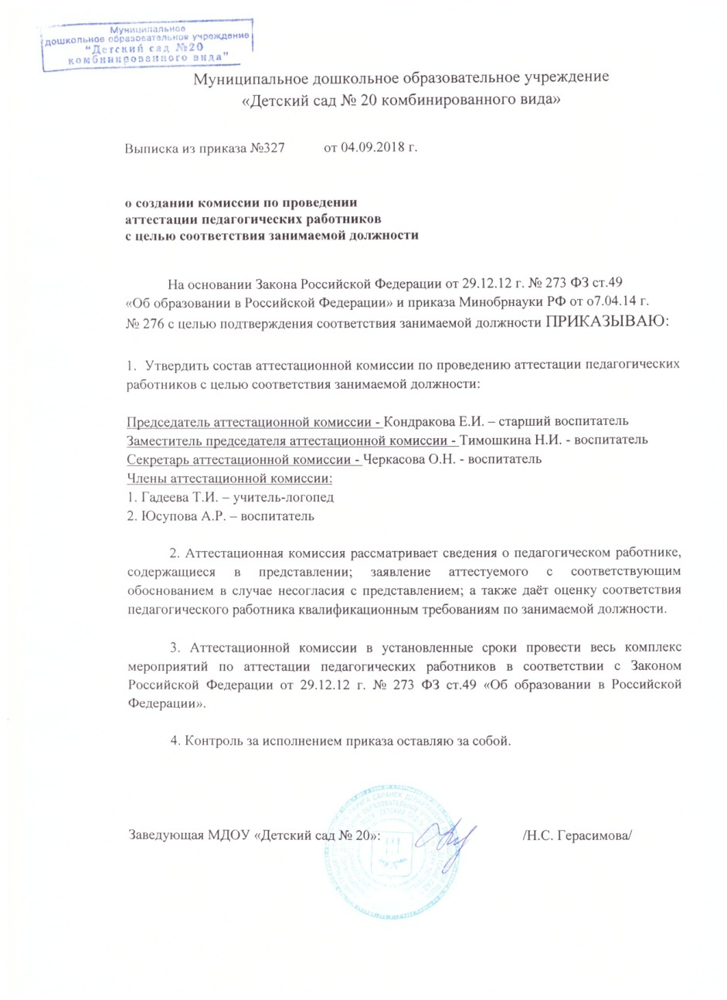 Муниципальное
дошкольное образовательное учреждение
"Детский сад №20
комбинированного вида"
Муниципальное дошкольное образовательное учреждение
«Детский сад № 20 комбинированного вида»
Выписка из приказа №327 от 04.09.2018 г.
о создании комиссии по проведении
аттестации педагогических работников
с целью соответствия занимаемой должности
На основании Закона Российской Федерации от 29.12.12 г. № 273 ФЗ ст.49
«Об образовании в Российской Федерации» и приказа Минобрнауки РФ от о7.04.14 г.
№ 276 с целью подтверждения соответствия занимаемой должности ПРИКАЗЫВАЮ:
1. Утвердить состав аттестационной комиссии по проведению аттестации педагогических
работников с целью соответствия занимаемой должности:
Председатель аттестационной комиссии - Кондракова Е.И. – старший воспитатель
Заместитель председателя аттестационной комиссии - Тимошкина Н.И. - воспитатель
Секретарь аттестационной комиссии - Черкасова О.Н. - воспитатель
Члены аттестационной комиссии:
1. Гадеева Т.И. – учитель-логопед
2. Юсупова А.Р. – воспитатель
2. Аттестационная комиссия рассматривает сведения о педагогическом работнике,
содержащиеся в представлении; заявление аттестуемого с соответствующим
обоснованием в случае несогласия с представлением; а также даёт оценку соответствия
педагогического работника квалификационным требованиям по занимаемой должности.
3. Аттестационной комиссии в установленные сроки провести весь комплекс
мероприятий по аттестации педагогических работников в соответствии с Законом
Российской Федерации от 29.12.12 г. № 273 ФЗ ст.49 «Об образовании в Российской
Федерации».
4. Контроль за исполнением приказа оставляю за собой.
Заведующая МДОУ «Детский сад № 20»: /Н.С. Герасимова/